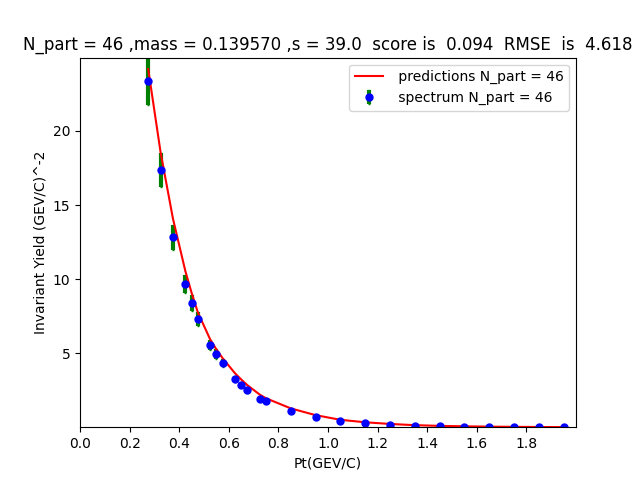 N_part = 46 ,mass = 0.139570 ,s = 39.0  score is  0.094  RMSE  is  4.618
predictions N_part = 46
spectrum N_part = 46
Invariant Yield (GEV/C)^-2
20
15
10
5
0.0 0.2 0.4 0.6 0.8 1.0 1.2 1.4 1.6 1.8
Pt(GEV/C)